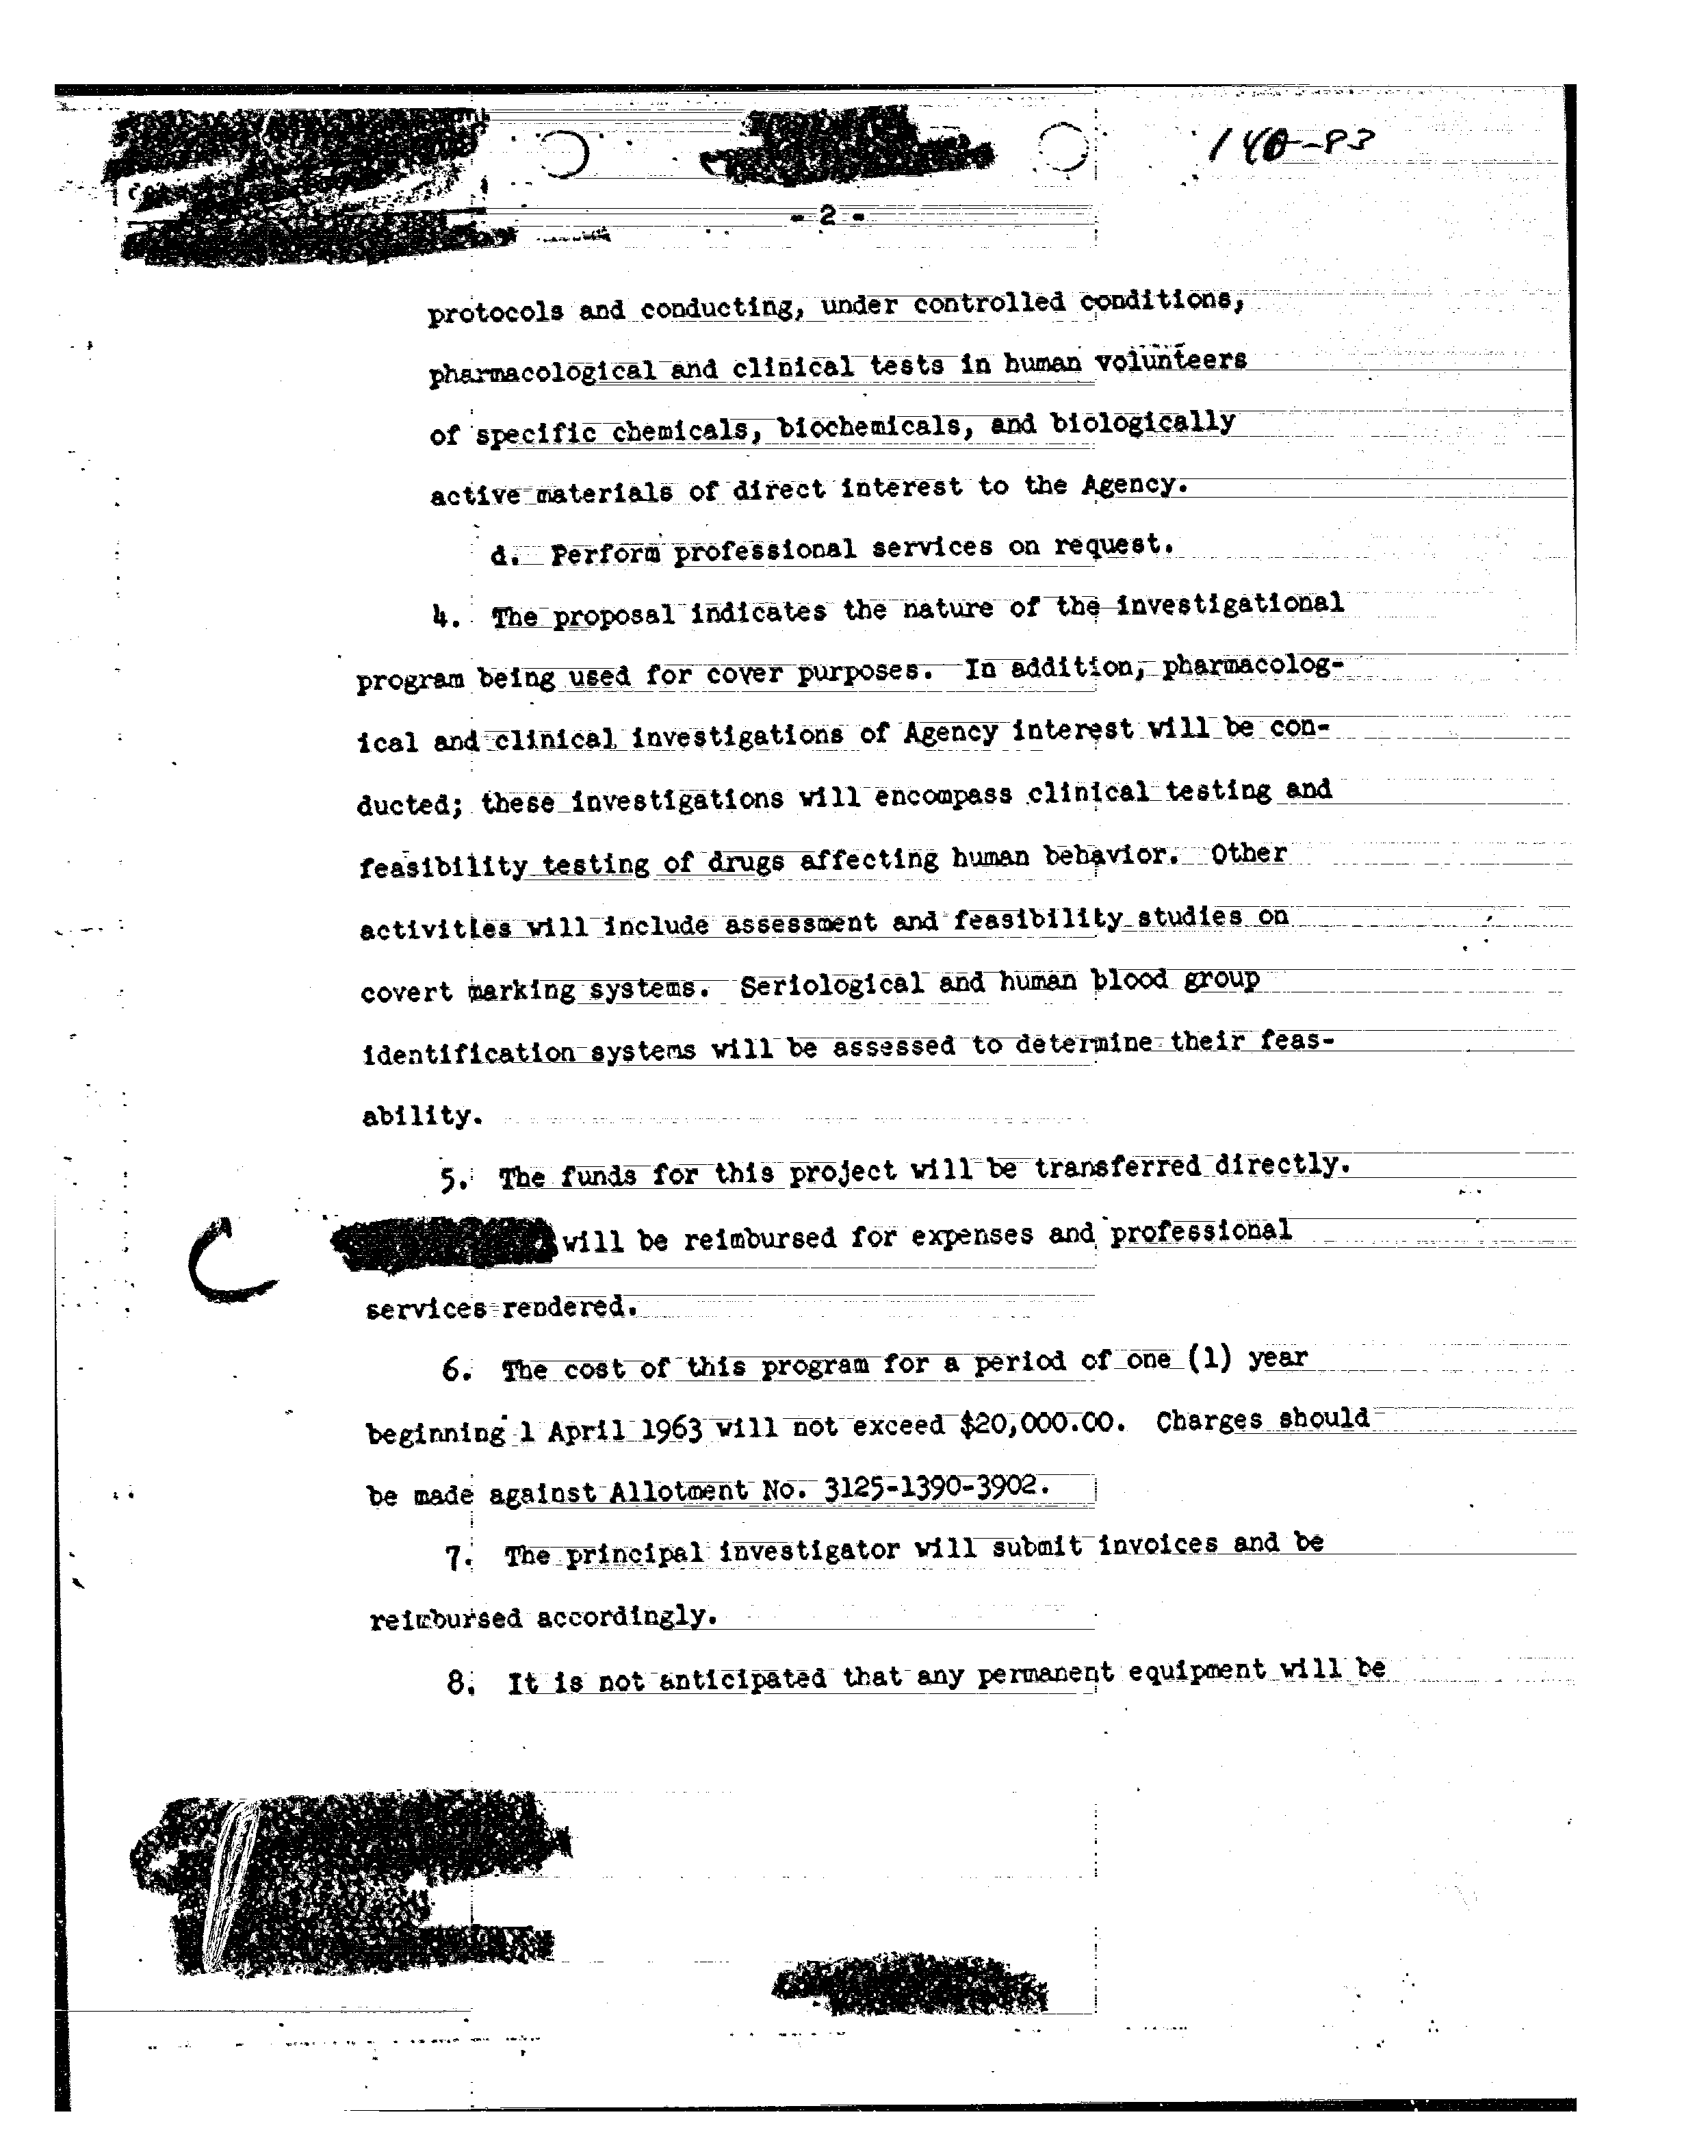 140-83
- 2 -
protocols and conducting, under controlled conditions,
pharmacological and clinical tests in human volunteers
of specific chemicals, biochemicals, and biologically
active materials of direct interest to the Agency.
d. Perform professional services on request.
4. The proposal indicates the nature of the investigational
program being used for cover purposes. In addition, pharmacolog-
ical and clinical investigations of Agency interest will be con-
ducted; these investigations will encompass clinical testing and
feasibility testing of drugs affecting human behavior. Other
activities will include assessment and feasibility studies on
covert marking systems. Seriological and human blood group
identification systems will be assessed to determine their feas-
ability.
5. The funds for this project will be transferred directly.
C will be reimbursed for expenses and professional
services rendered.
6. The cost of this program for a period of one (1) year
beginning 1 April 1963 will not exceed $20,000.00. Charges should
be made against Allotment No. 3125-1390-3902.
7. The principal investigator will submit invoices and be
reimbursed accordingly.
8. It is not anticipated that any permanent equipment will be